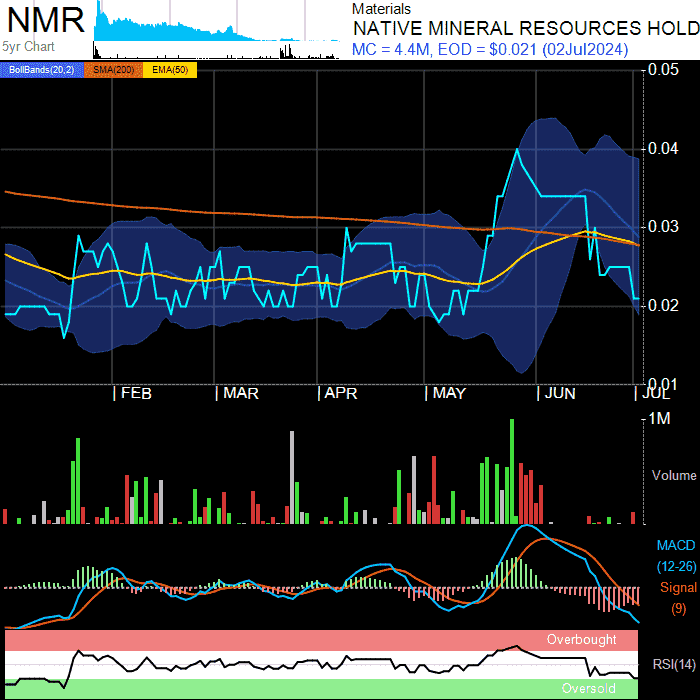 NMR
5yr Chart
Materials
NATIVE MINERAL RESOURCES HOLD
MC = 4.4M, EOD = $0.021 (02Jul2024)
BollBands(20,2) SMA(200) EMA(50)
0.05
0.04
0.03
0.02
0.01
FEB MAR APR MAY JUN JUL
1M
Volume
MACD
(12-26)
Signal
(9)
Overbought
RSI(14)
Oversold